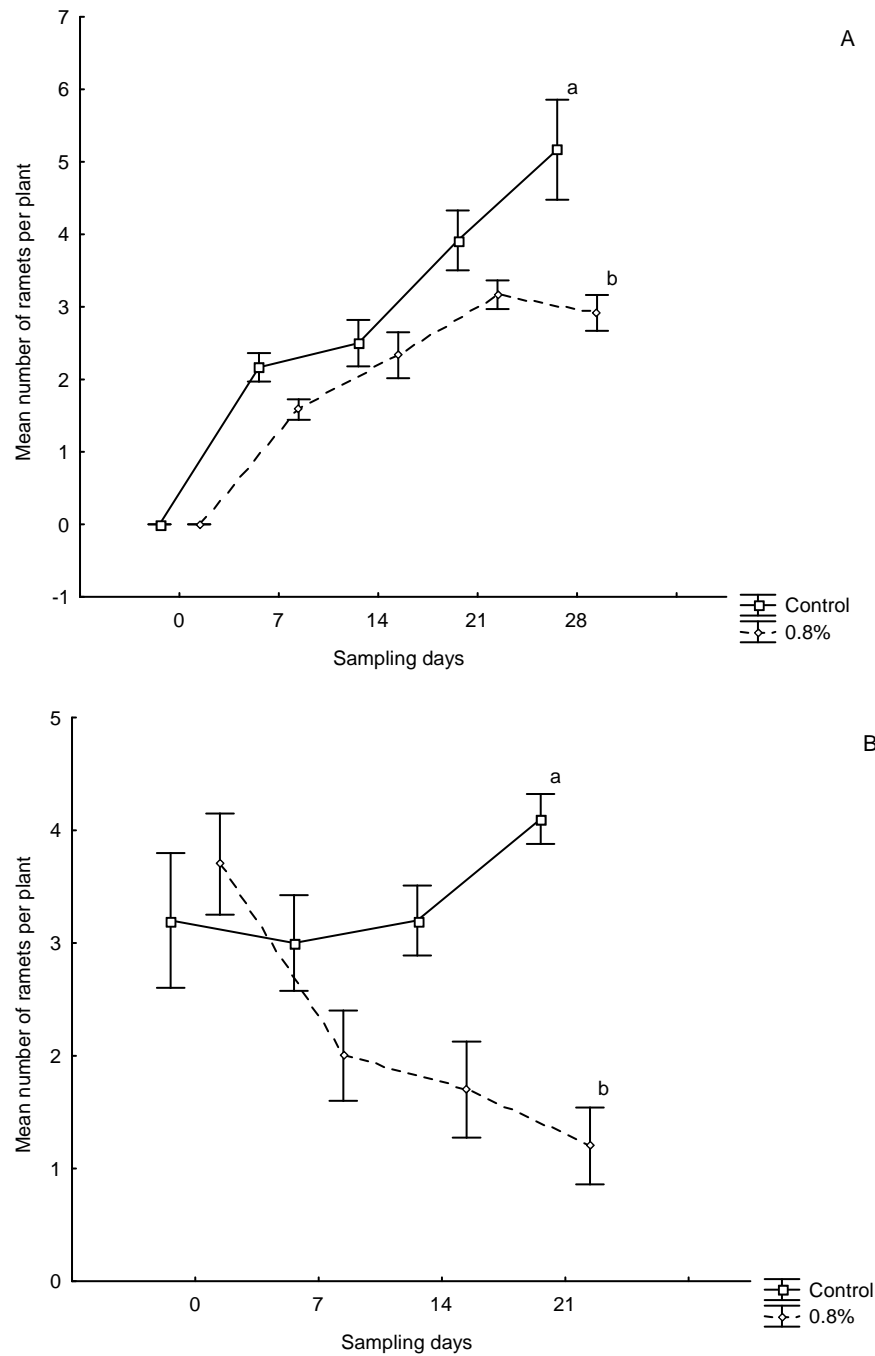 A
7
6
5
4
3
2
1
0
-1
Mean number of ramets per plant
a
b
0 7 14 21 28
Sampling days
Control
0.8%
B
5
4
3
2
1
0
Mean number of ramets per plant
a
b
0 7 14 21
Sampling days
Control
0.8%